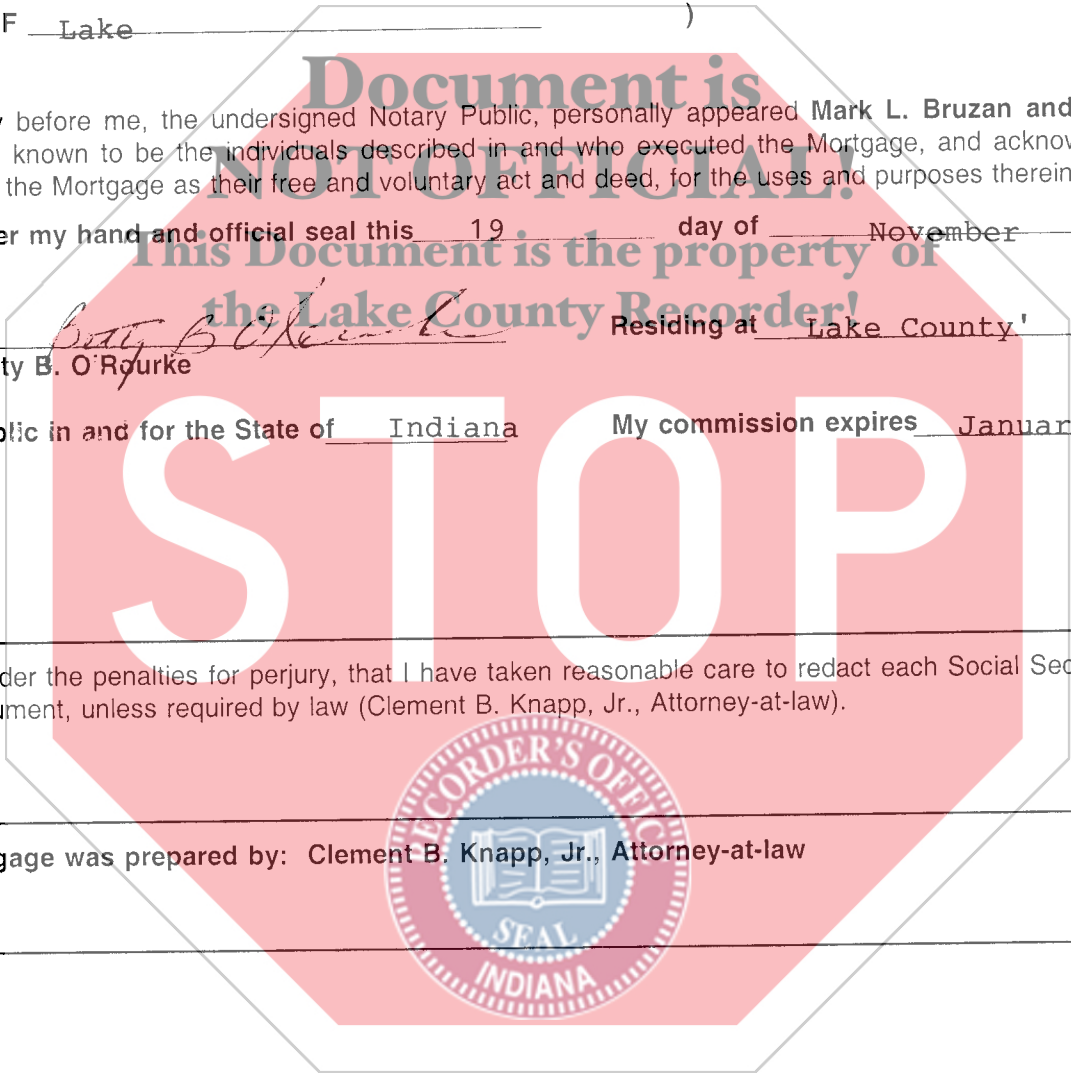 F Lake )
Document is
before me, the undersigned Notary Public, personally appeared Mark L. Bruzan and
known to be the individuals described in and who executed the Mortgage, and acknow
NOT OFFICIAL!
the Mortgage as their free and voluntary act and deed, for the uses and purposes therein
er my hand and official seal this 19 day of November
This Document is the property of
the Lake County Recorder!
Betty B O'Rourke Residing at Lake County'
ty B. O'Rourke
blic in and for the State of Indiana My commission expires Januar
STOP
der the penalties for perjury, that I have taken reasonable care to redact each Social Sec
ument, unless required by law (Clement B. Knapp, Jr., Attorney-at-law).
RECORDER'S OFFICE
gage was prepared by: Clement B. Knapp, Jr., Attorney-at-law
SEAL
INDIANA